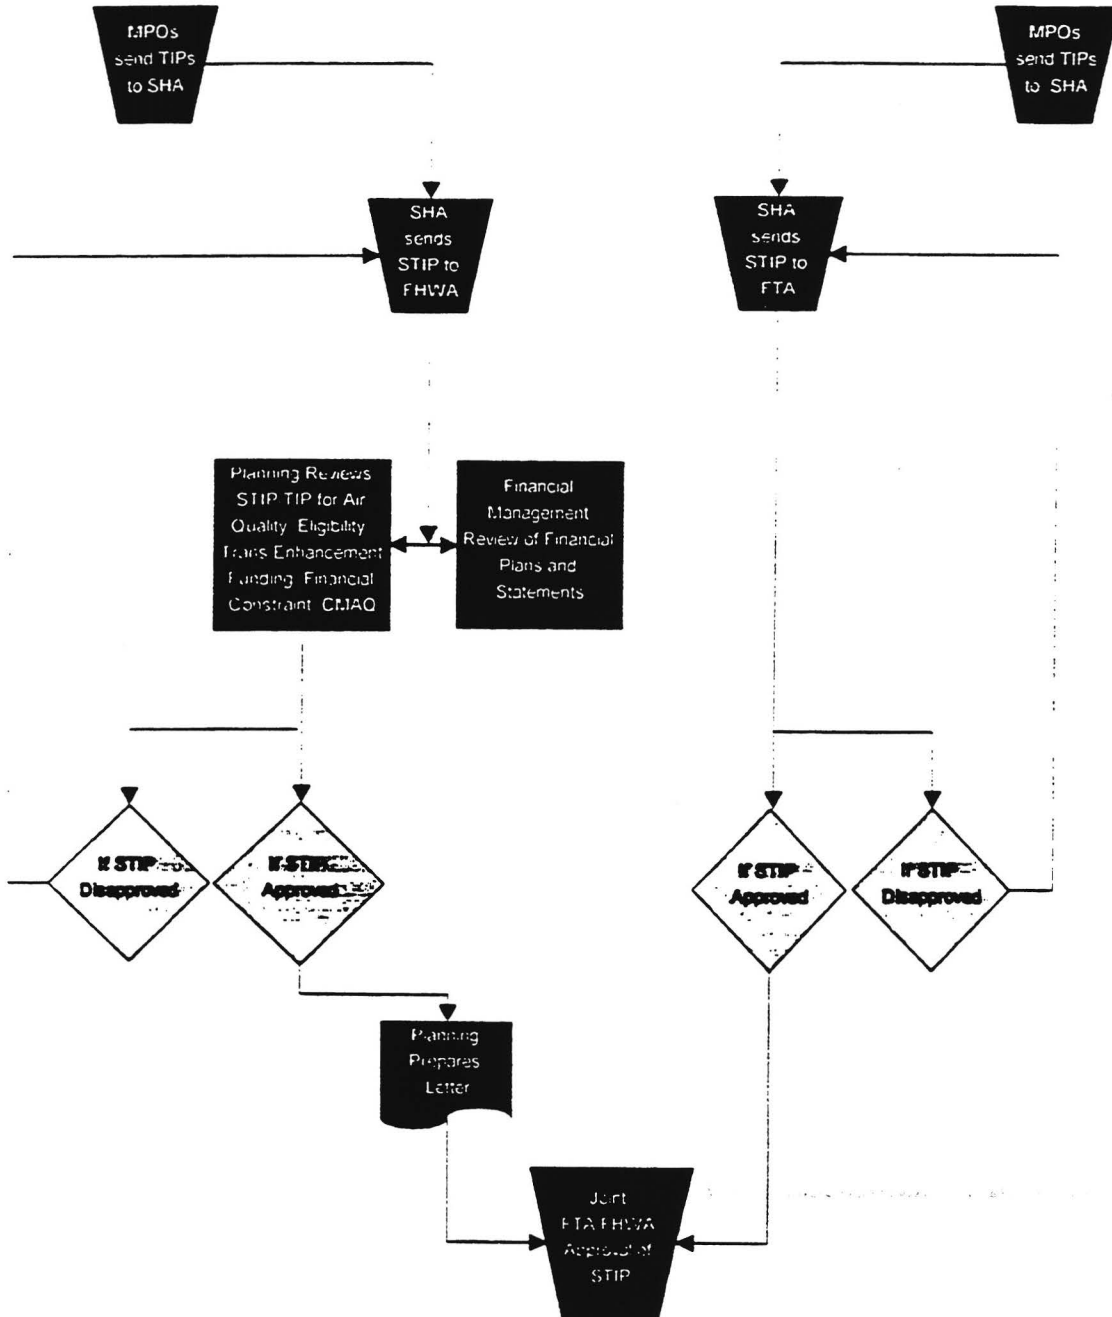 MPOs
send TIPs
to SHA
MPOs
send TIPs
to SHA
SHA
sends
STIP to
FHWA
SHA
sends
STIP to
FTA
Planning Reviews
STIP TIP for Air
Quality Eligibility
Trans Enhancement
Funding Financial
Constraint CMAQ
Financial
Management
Review of Financial
Plans and
Statements
If STIP
Disapproved
If STIP
Approved
If STIP
Approved
If STIP
Disapproved
Planning
Prepares
Letter
Joint
FTA FHWA
Approval of
STIP